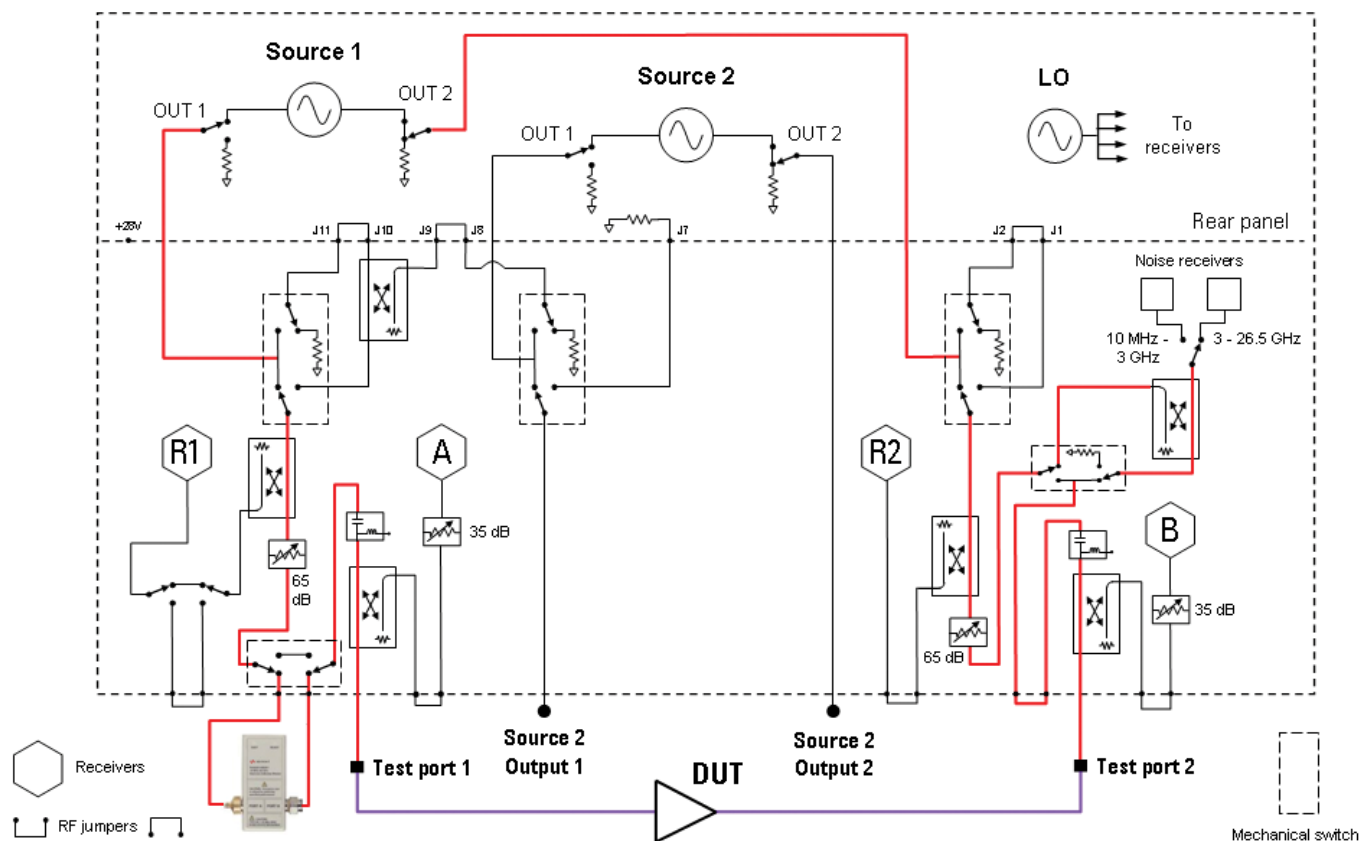 Source 1
OUT 1
OUT 2
Source 2
OUT 1
OUT 2
LO
To
receivers
+28V
J11
J10
J9
J8
J7
J2
J1
Rear panel
Noise receivers
10 MHz -
3 GHz
3 - 26.5 GHz
R1
A
R2
B
35 dB
65
dB
65 dB
35 dB
Source 2
Output 1
Source 2
Output 2
Test port 1
DUT
Test port 2
Receivers
RF jumpers
Mechanical switch